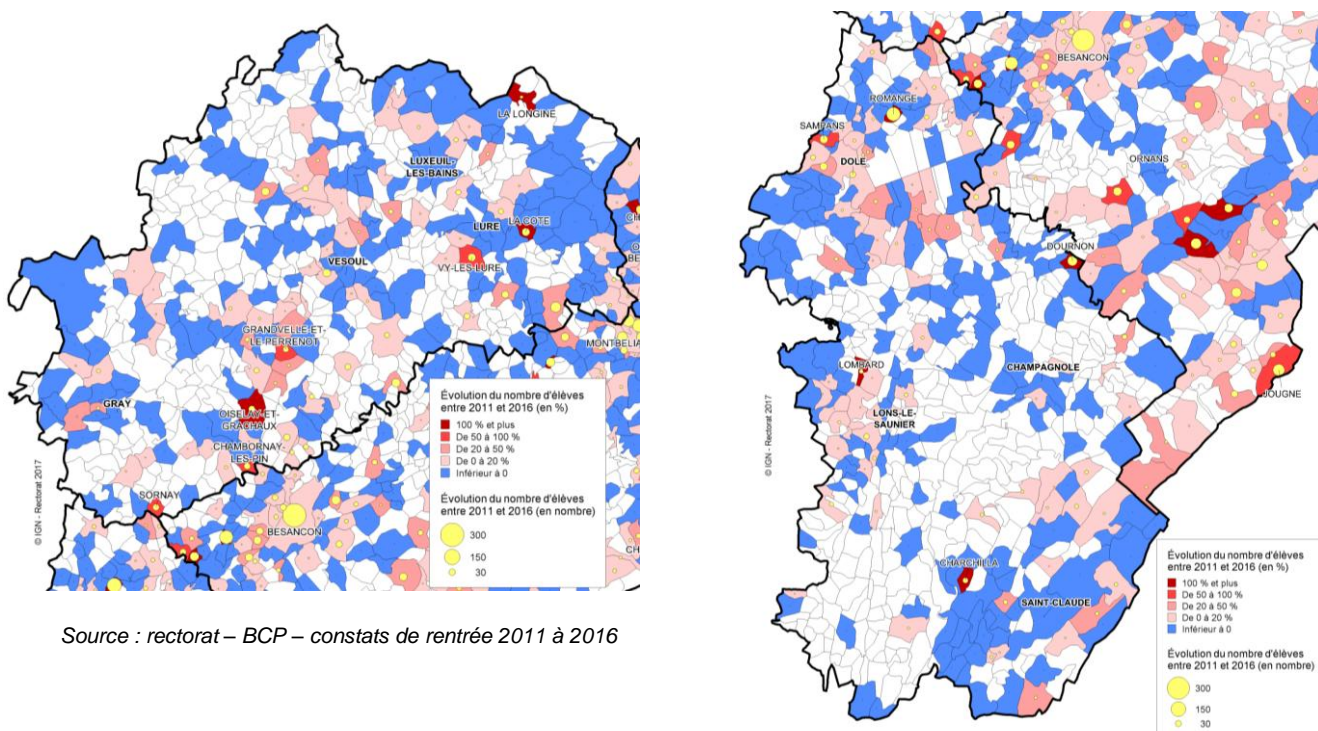 LA LONGINE
LUXEUIL-
LES-BAINS
LURE
LA COTE
VESOUL
VY-LES-LURE
GRANDVELLE-ET-
LE-PERRENOT
MONTBELIA
GRAY
OISELAY-ET-
GRACHAUX
CHAMBORNAY-
LES-PIN
SORNAY
BESANCON
© IGN - Rectorat 2017
Évolution du nombre d'élèves
entre 2011 et 2016 (en %)
100 % et plus
De 50 à 100 %
De 20 à 50 %
De 0 à 20 %
Inférieur à 0
Évolution du nombre d'élèves
entre 2011 et 2016 (en nombre)
300
150
30
Source : rectorat – BCP – constats de rentrée 2011 à 2016
BESANCON
ROMANGE
SAMPANS
DOLE
ORNANS
DOURNON
LOMBARD
CHAMPAGNOLE
JOUGNE
LONS-LE-
SAUNIER
CHARCHILLA
SAINT-CLAUDE
© IGN - Rectorat 2017
Évolution du nombre d'élèves
entre 2011 et 2016 (en %)
100 % et plus
De 50 à 100 %
De 20 à 50 %
De 0 à 20 %
Inférieur à 0
Évolution du nombre d'élèves
entre 2011 et 2016 (en nombre)
300
150
30